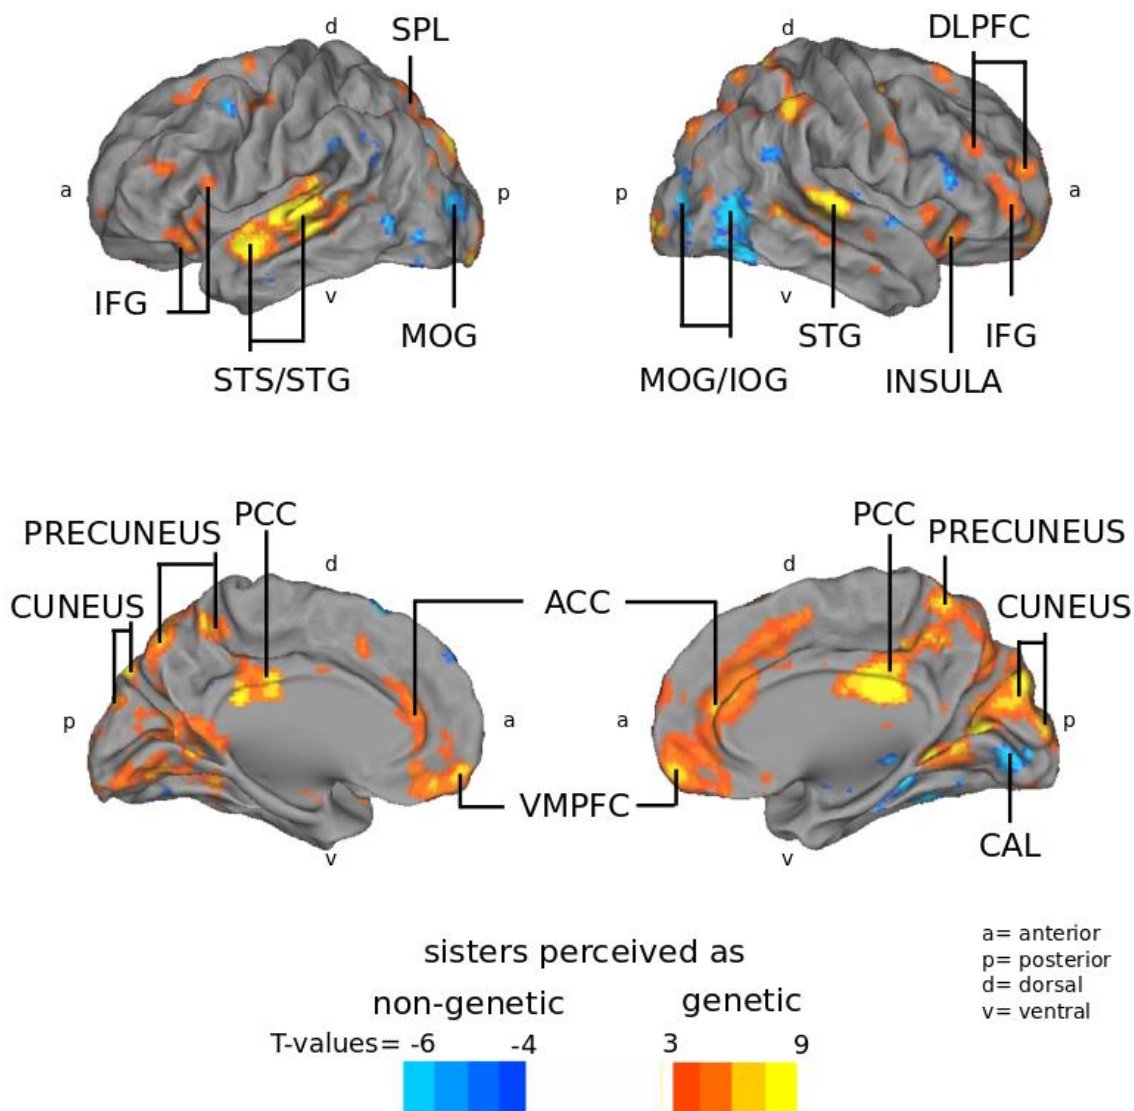 d
SPL
a
p
IFG
v
MOG
STS/STG
DLPFC
d
p
a
v
STG
IFG
MOG/IOG
INSULA
PCC
PRECUNEUS
d
CUNEUS
ACC
p
a
VMPFC
v
PCC
PRECUNEUS
d
CUNEUS
a
p
CAL
v
sisters perceived as
non-genetic genetic
T-values= -6 -4 3 9
a= anterior
p= posterior
d= dorsal
v= ventral